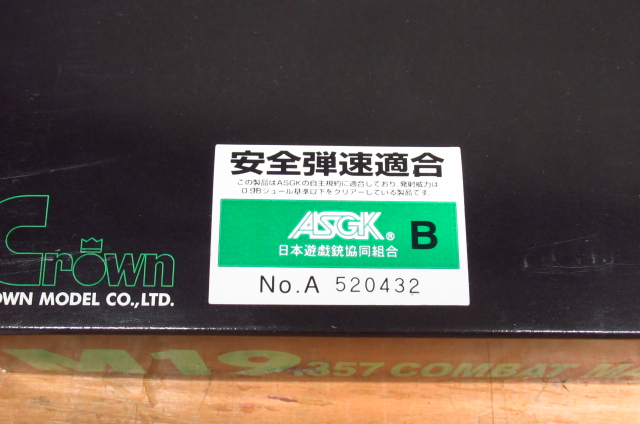 安全弾速適合
この製品はASGKの自主規約に適合しており、発射威力は
0.9Bジュール基準以下をクリアーしている製品です
ASGK®
日本遊戯銃協同組合
B
No.A 520432
Crown
OWN MODEL CO.,LTD.
M19 .357 COMBAT MA